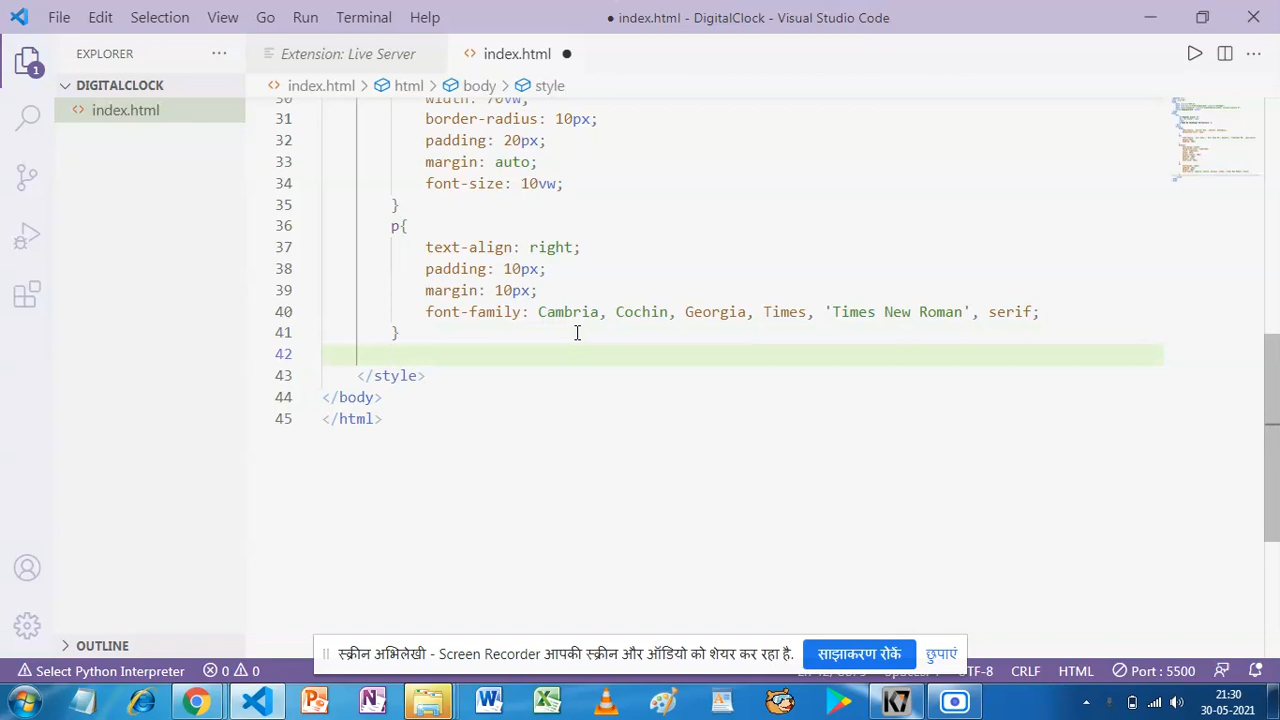 File Edit Selection View Go Run Terminal Help
● index.html - DigitalClock - Visual Studio Code
EXPLORER ···
Extension: Live Server
<> index.html ●
DIGITALCLOCK
<> index.html
<> index.html > html > body > style
1
30 width: 70vw;
31 border-radius: 10px;
32 padding: 20px;
33 margin: auto;
34 font-size: 10vw;
35 }
36 p{
37 text-align: right;
38 padding: 10px;
39 margin: 10px;
40 font-family: Cambria, Cochin, Georgia, Times, 'Times New Roman', serif;
41 }
42
43 </style>
44 </body>
45 </html>
OUTLINE
स्क्रीन अभिलेखी - Screen Recorder आपकी स्क्रीन और ऑडियो को शेयर कर रहा है. साझाकरण रोकें छुपाएं
Select Python Interpreter 0 0 UTF-8 CRLF HTML Port : 5500
K7
21:30
30-05-2021